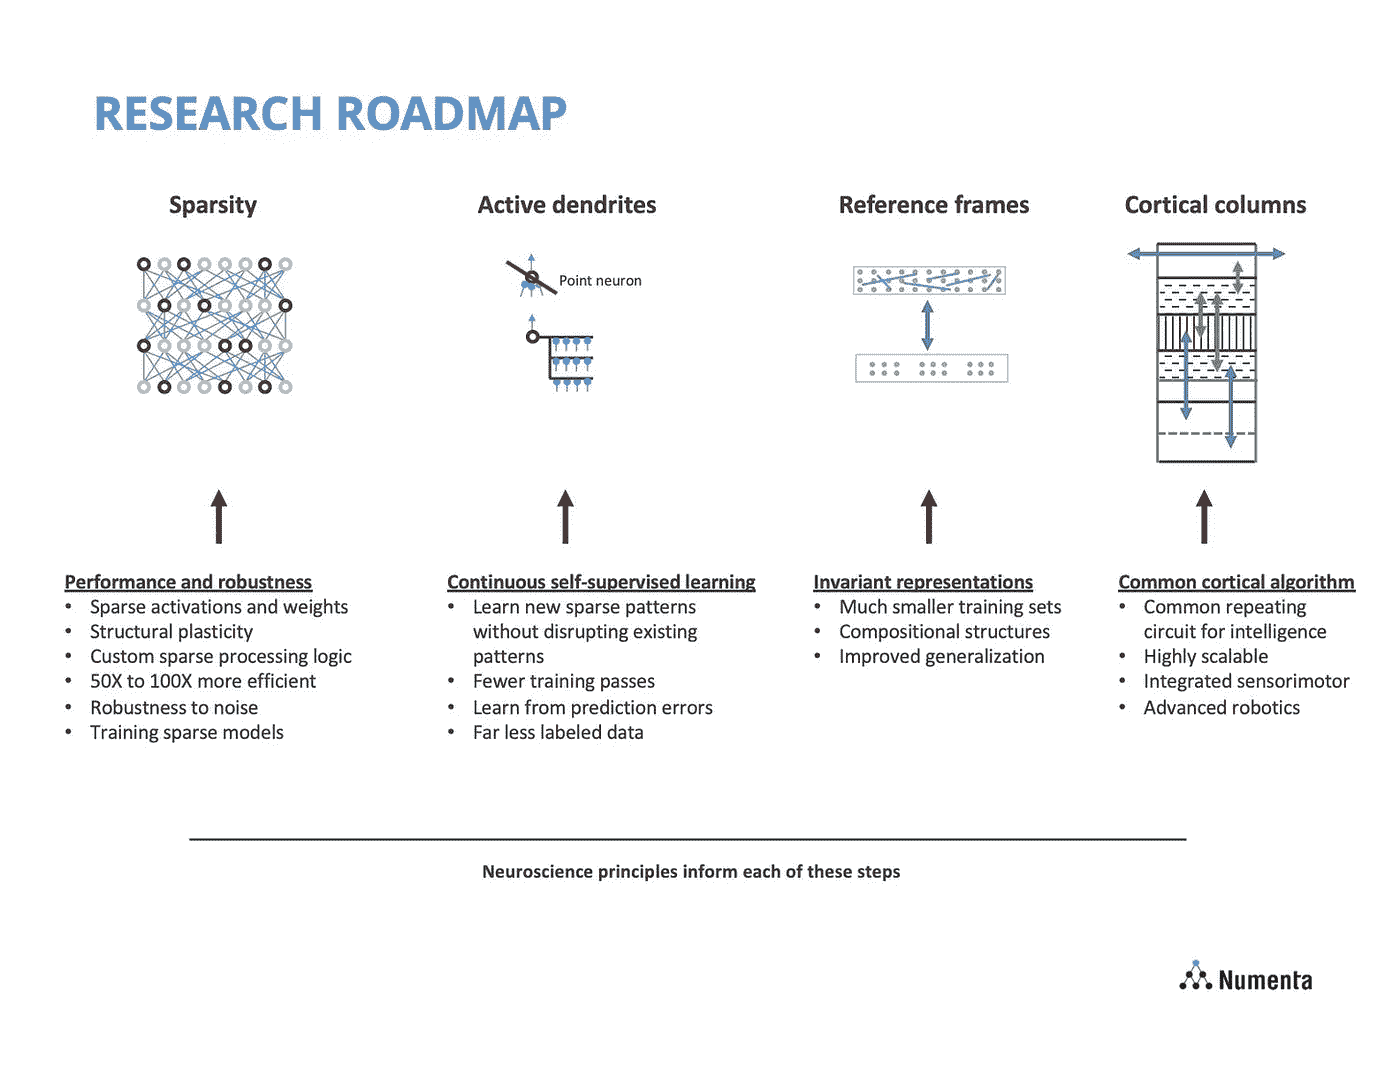 RESEARCH ROADMAP
Sparsity
Active dendrites
Reference frames
Cortical columns
Point neuron
Performance and robustness
• Sparse activations and weights
• Structural plasticity
• Custom sparse processing logic
• 50X to 100X more efficient
• Robustness to noise
• Training sparse models
Continuous self-supervised learning
• Learn new sparse patterns
without disrupting existing
patterns
• Fewer training passes
• Learn from prediction errors
• Far less labeled data
Invariant representations
• Much smaller training sets
• Compositional structures
• Improved generalization
Common cortical algorithm
• Common repeating
circuit for intelligence
• Highly scalable
• Integrated sensorimotor
• Advanced robotics
Neuroscience principles inform each of these steps
Numenta